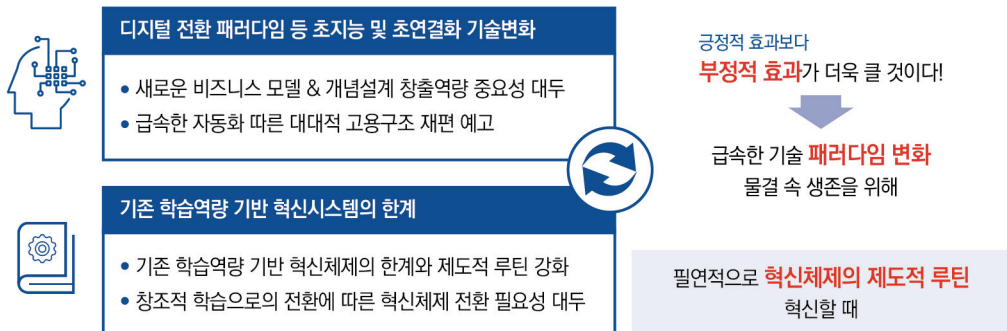 디지털 전환 패러다임 등 초지능 및 초연결화 기술변화
• 새로운 비즈니스 모델 & 개념설계 창출역량 중요성 대두
• 급속한 자동화 따른 대대적 고용구조 재편 예고
기존 학습역량 기반 혁신시스템의 한계
• 기존 학습역량 기반 혁신체제의 한계와 제도적 루틴 강화
• 창조적 학습으로의 전환에 따른 혁신체제 전환 필요성 대두
긍정적 효과보다
부정적 효과가 더욱 클 것이다!
급속한 기술 패러다임 변화
물결 속 생존을 위해
필연적으로 혁신체제의 제도적 루틴
혁신할 때